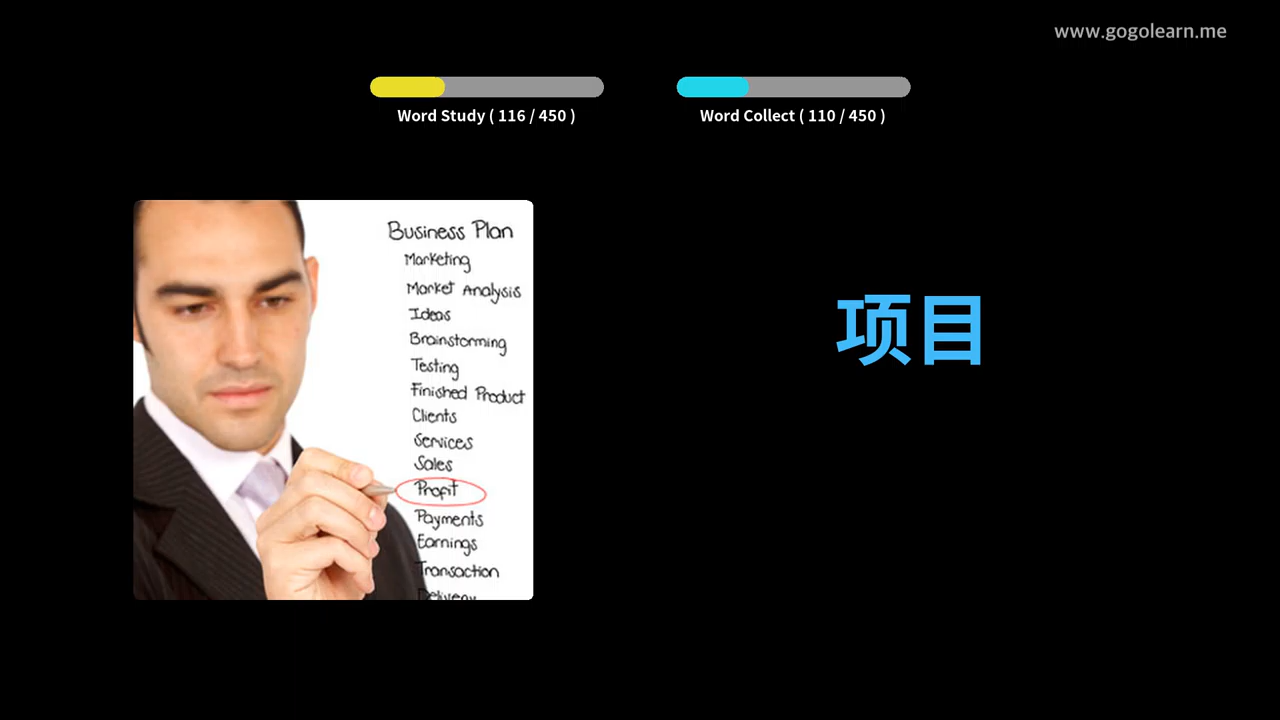 www.gogolearn.me
Word Study ( 116 / 450 )
Word Collect ( 110 / 450 )
Business Plan
Marketing
Market Analysis
Ideas
Brainstorming
Testing
Finished Product
Clients
Services
Sales
Profit
Payments
Earnings
Transaction
Delivery
项目